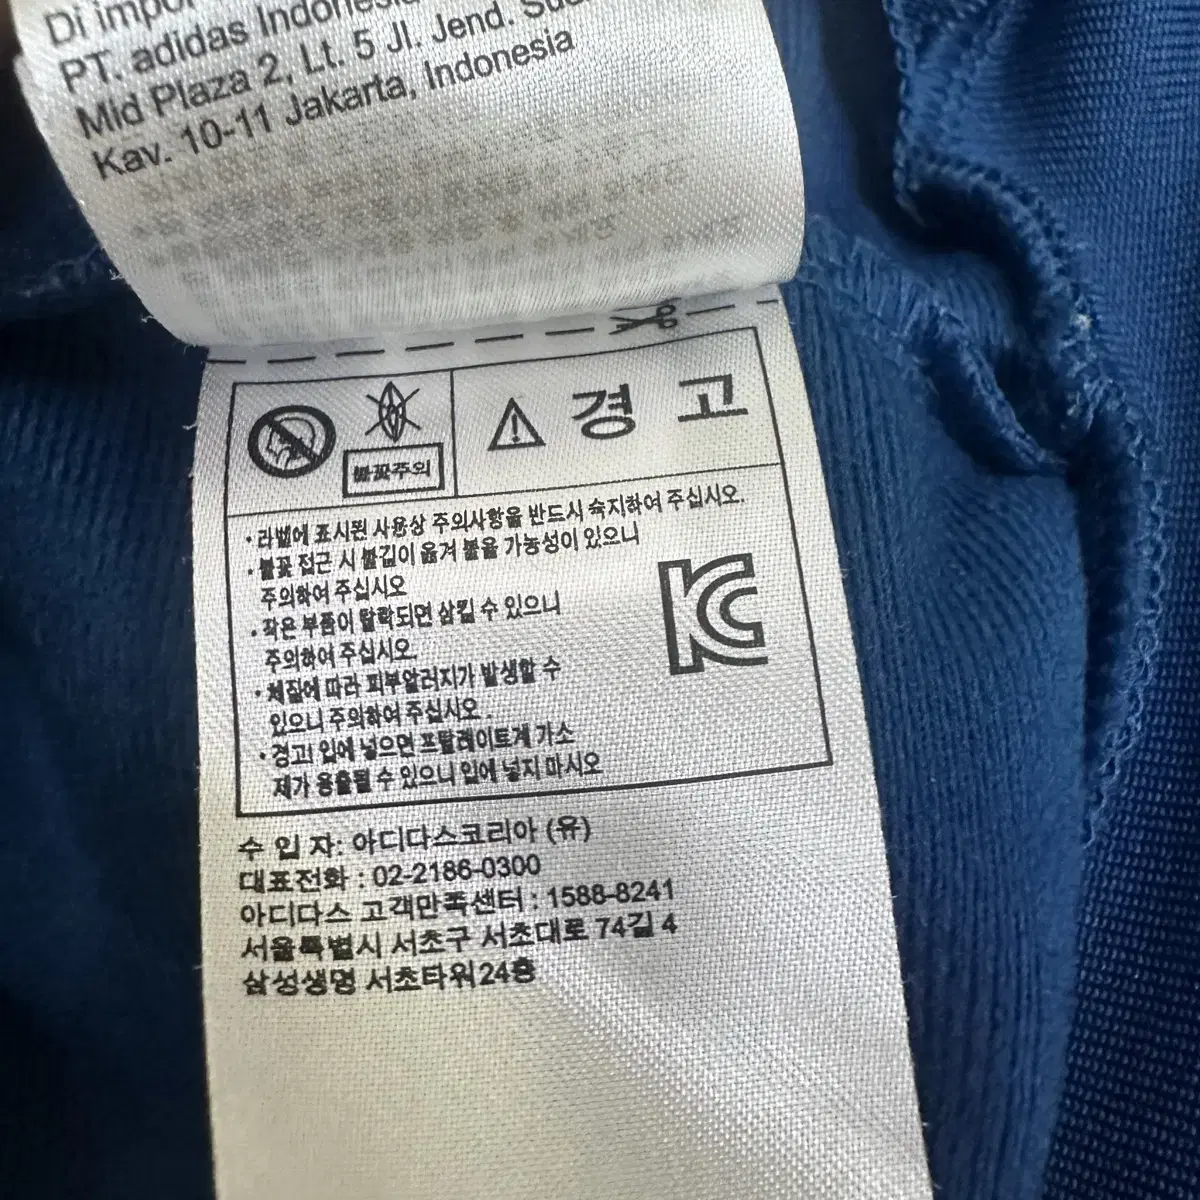 Di impor
PT. adidas Indonesia
Mid Plaza 2, Lt. 5 Jl. Jend.
Kav. 10-11 Jakarta, Indonesia
불꽃주의
경 고
· 라벨에 표시된 사용상 주의사항을 반드시 숙지하여 주십시오.
· 불꽃 접근 시 불길이 옮겨 붙을 가능성이 있으니
주의하여 주십시오
· 작은 부품이 탈락되면 삼킬 수 있으니
주의하여 주십시오.
· 체질에 따라 피부알러지가 발생할 수
있으니 주의하여 주십시오.
· 경고! 입에 넣으면 프탈레이트계 가소
제가 용출될 수 있으니 입에 넣지 마시오
KC
수 입 자: 아디다스코리아 (유)
대표전화 : 02-2186-0300
아디다스 고객만족센터 : 1588-8241
서울특별시 서초구 서초대로 74길 4
삼성생명 서초타워24층